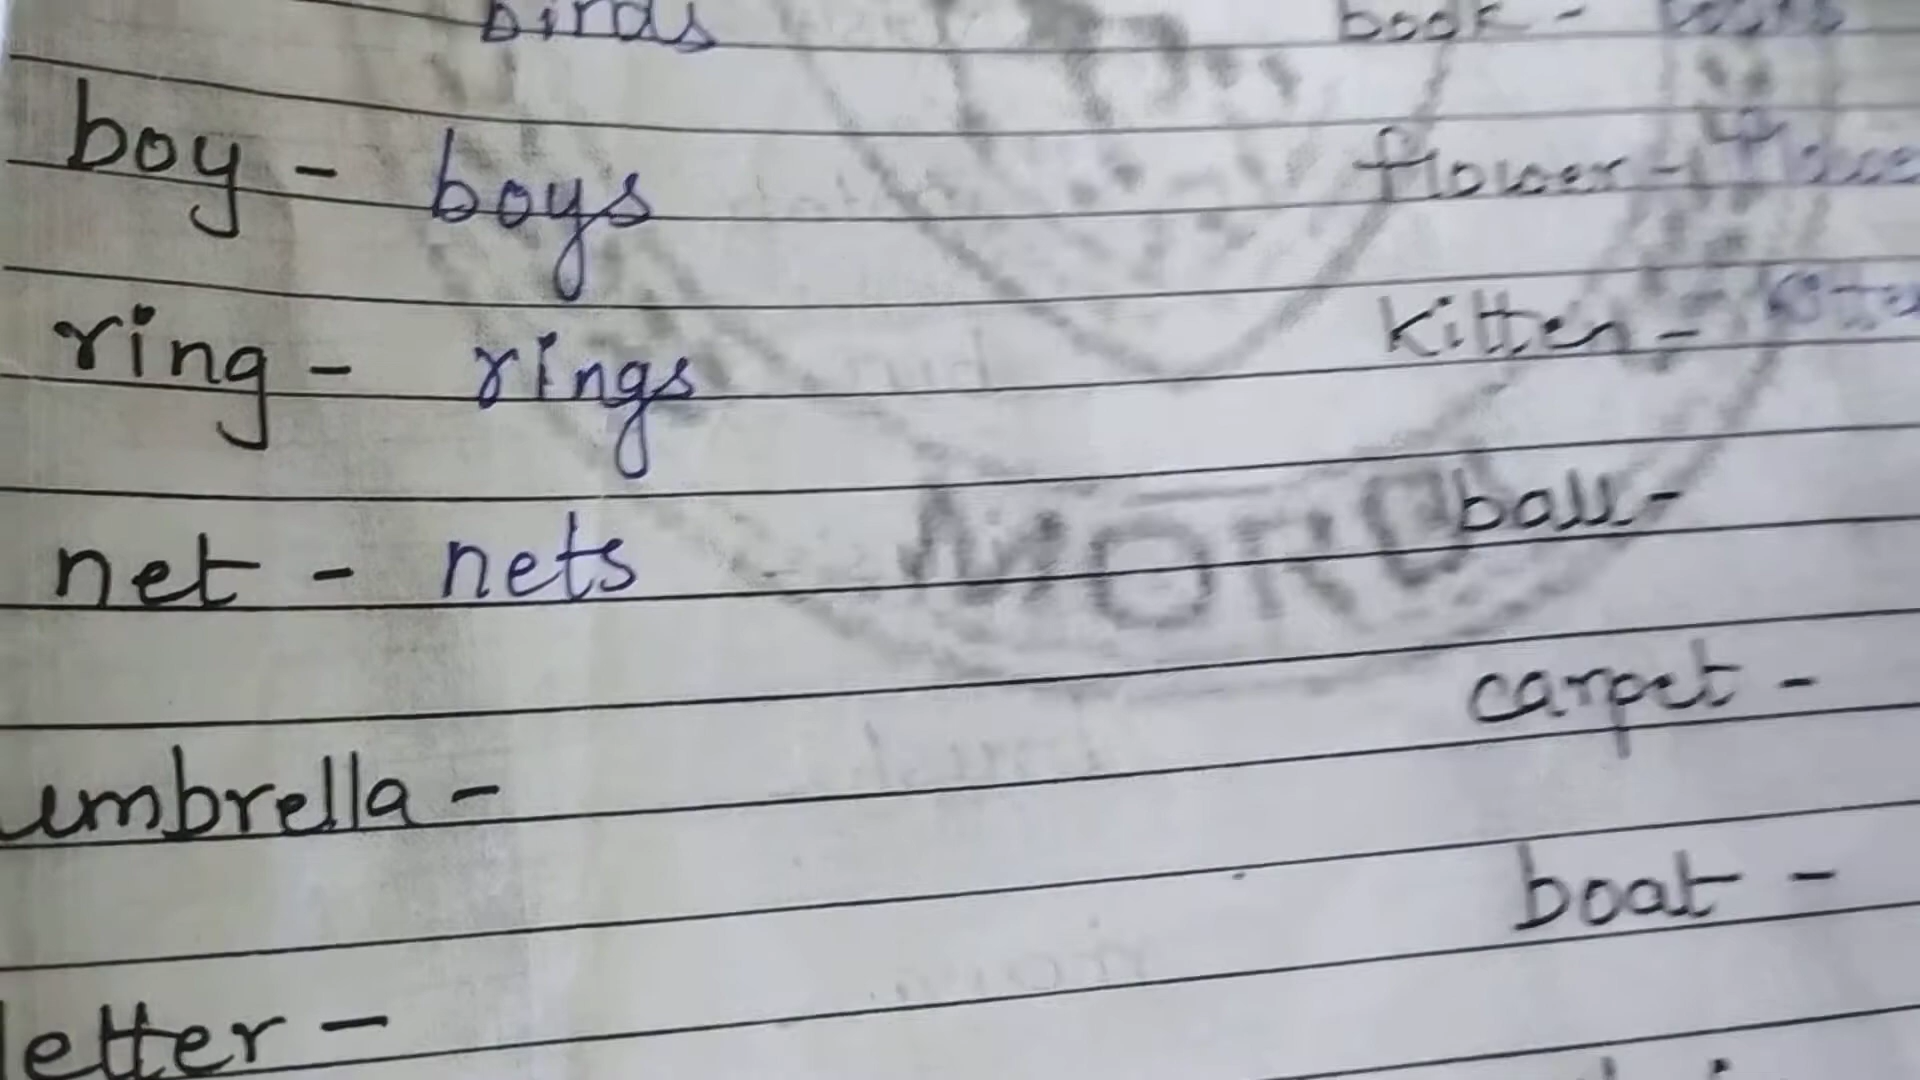 birds
boy - boys
ring - rings
net - nets
umbrella -
letter -
book -
flower -
kitten -
ball -
carpet -
boat -